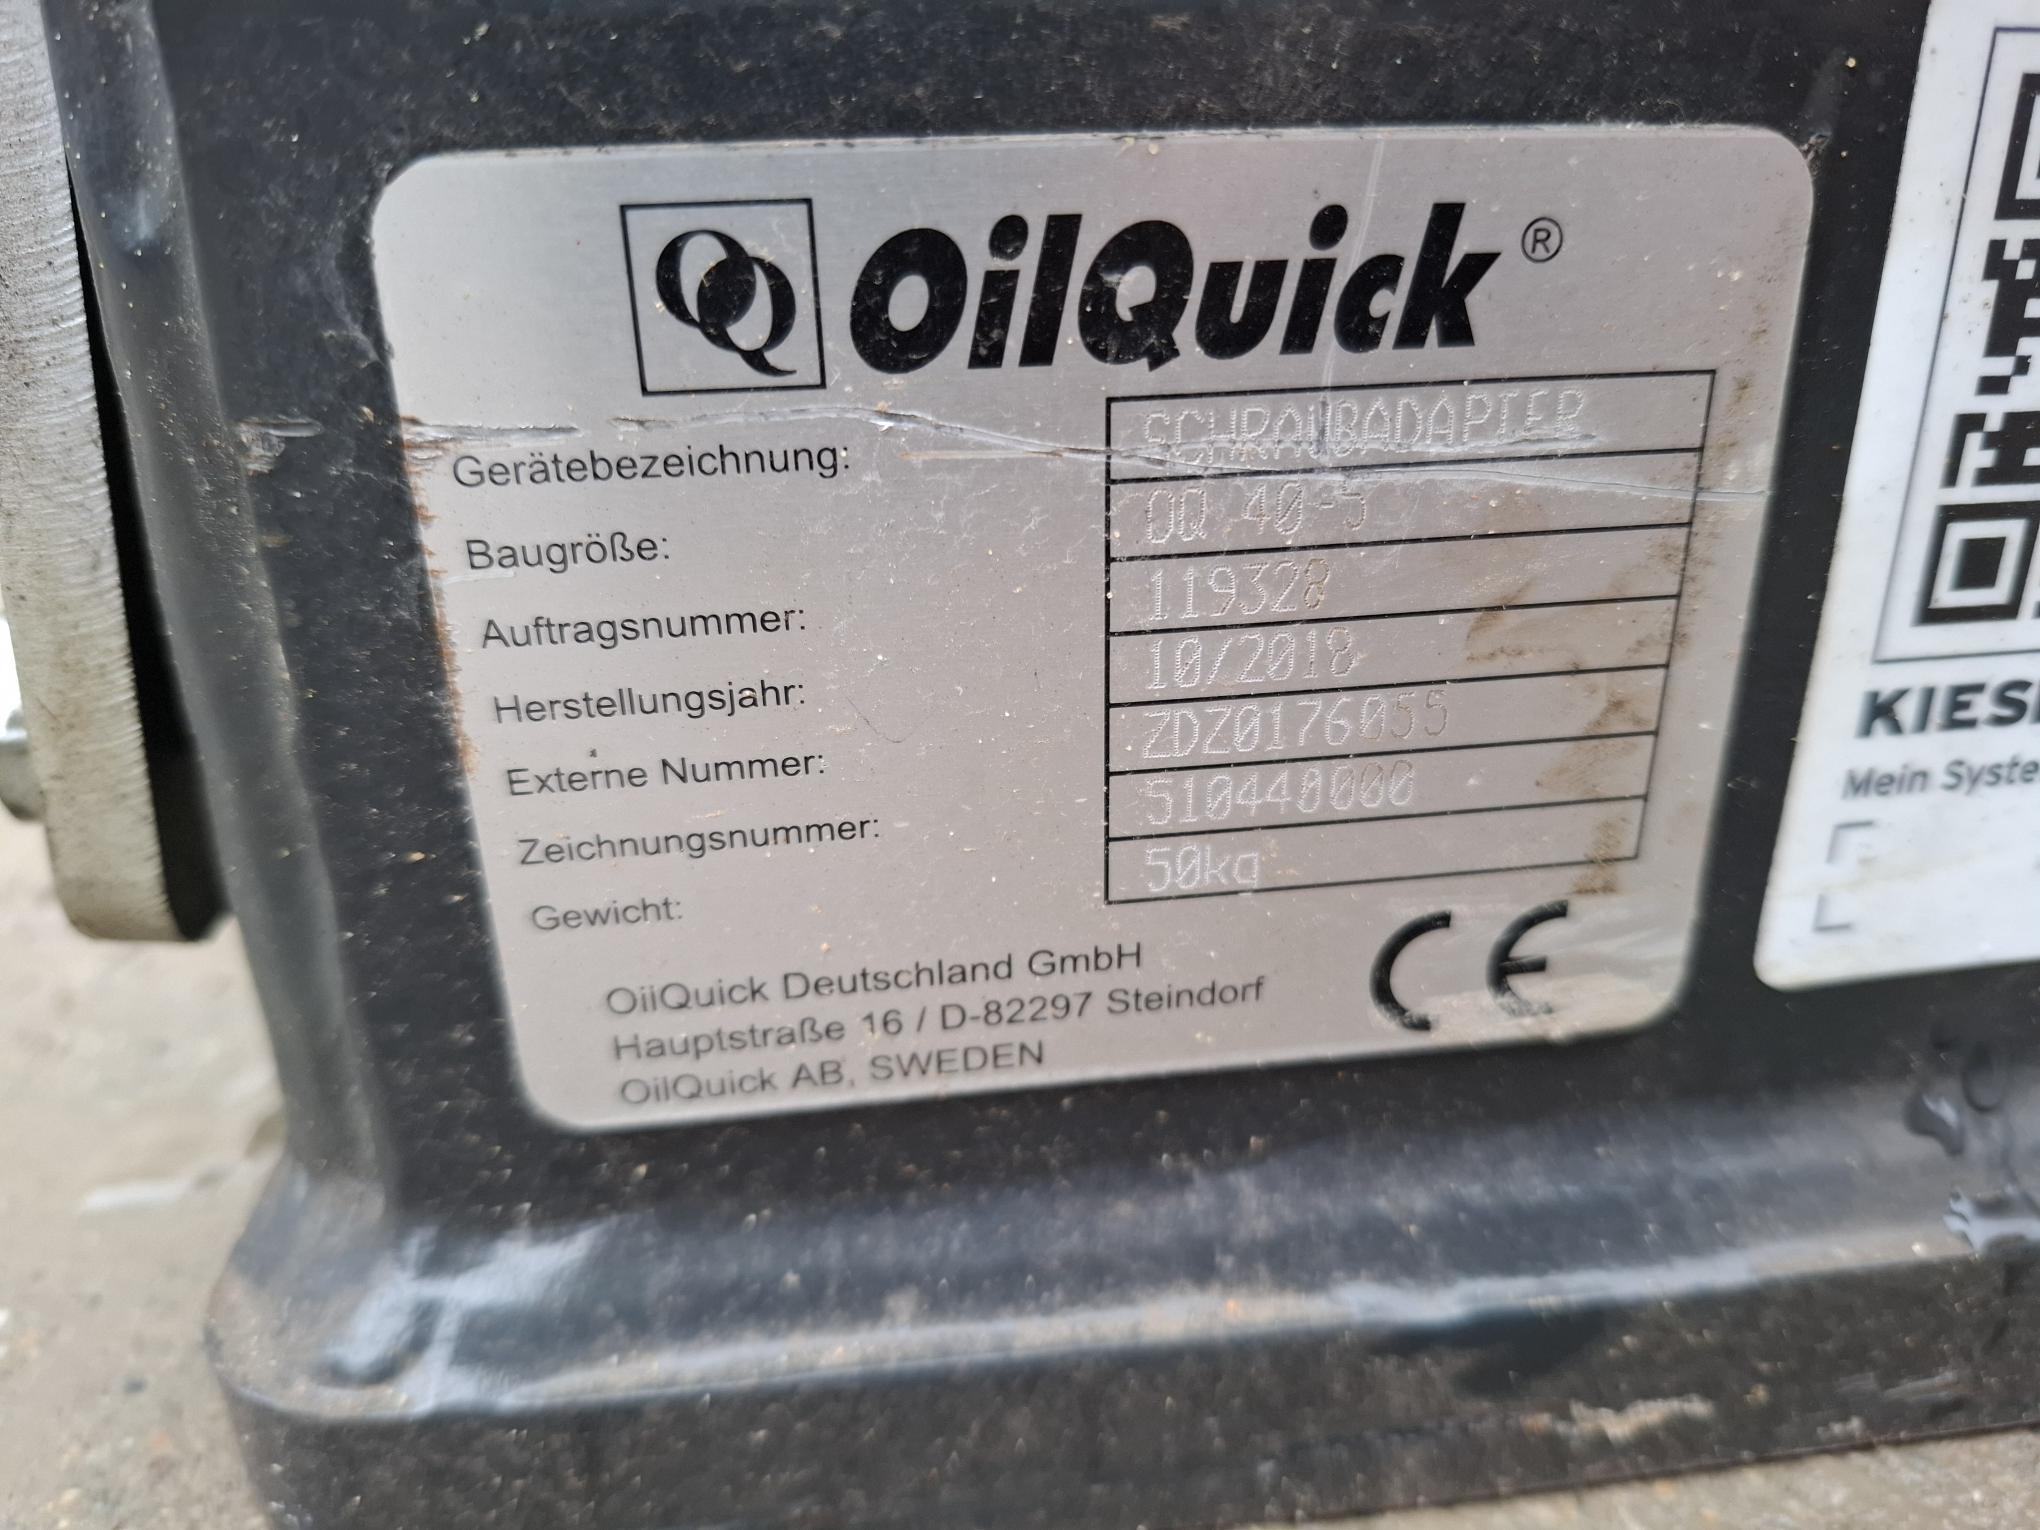 QQ OilQuick®
Gerätebezeichnung: SCHRAUBADAPTER
Baugröße: OQ 40-5
Auftragsnummer: 119328
Herstellungsjahr: 10/2018
Externe Nummer: ZDZ0176055
Zeichnungsnummer: 510440000
Gewicht: 50kg
OilQuick Deutschland GmbH
Hauptstraße 16 / D-82297 Steindorf
OilQuick AB, SWEDEN
CE
KIES
Mein Syste